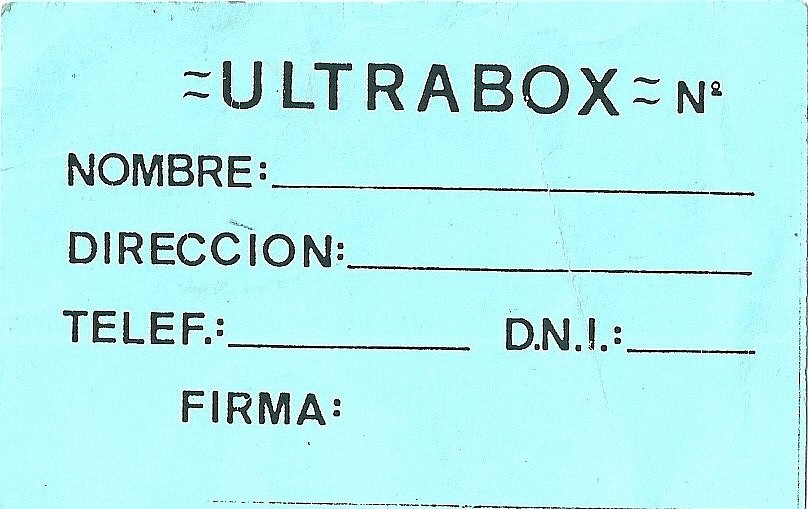 ≈ULTRABOX≈ Nº
NOMBRE:
DIRECCION:
TELEF.: D.N.I.:
FIRMA: